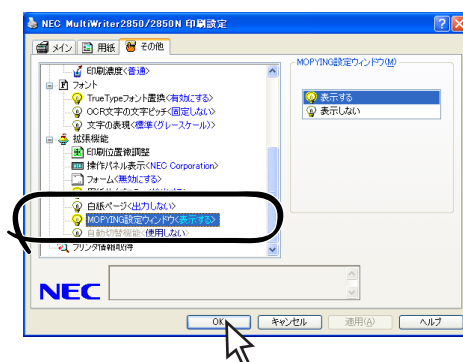 NEC MultiWriter2850/2850N 印刷設定
メイン 用紙 その他
印刷濃度<普通>
フォント
TrueTypeフォント置換<有効にする>
OCR文字の文字ピッチ<固定しない>
文字の表現<標準(グレースケール)>
拡張機能
印刷位置微調整
操作パネル表示<NEC Corporation>
フォーム<無効にする>
白紙ページ<出力しない>
MOPYING設定ウィンドウ<表示する>
自動切替機能<使用しない>
プリンタ情報取得
MOPYING設定ウィンドウ(M)
表示する
表示しない
NEC
OK キャンセル 適用(A) ヘルプ